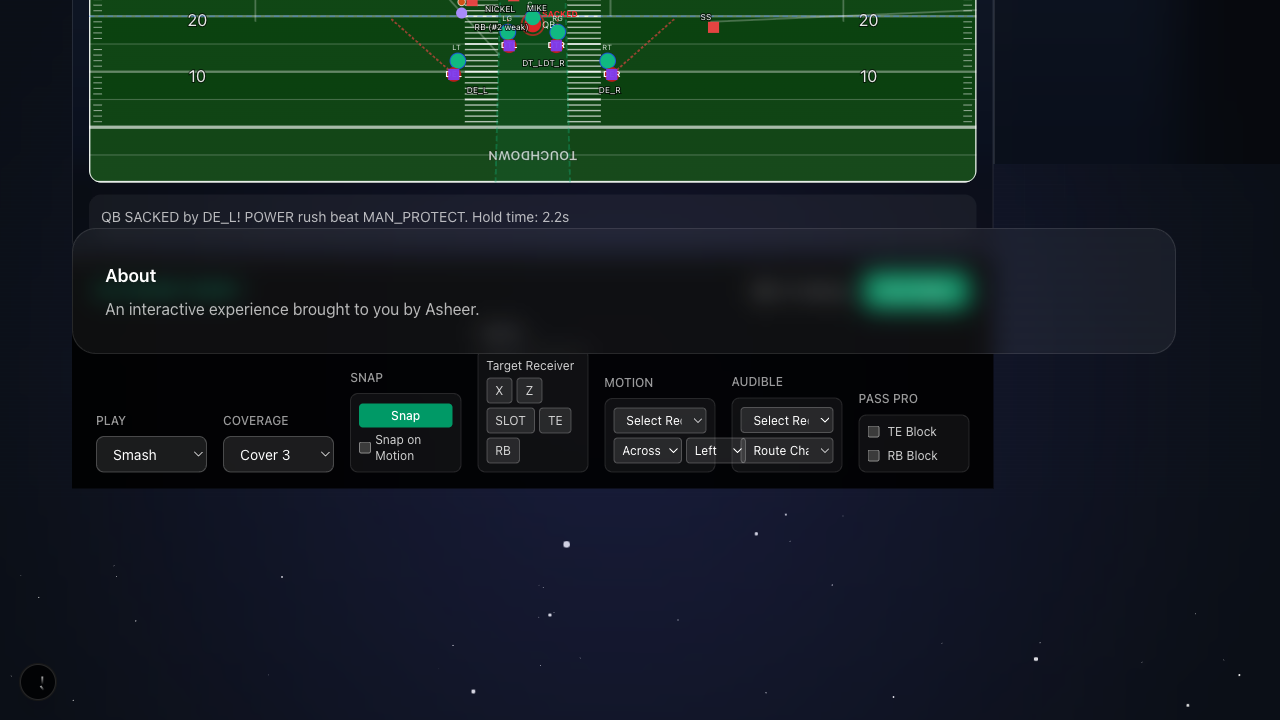 NICKEL
MIKE
SACKED
RB (#2 weak)
LG
RG
QB
SS
20
20
LT
RT
DT_L
DT_R
10
10
DE_L
DE_R
TOUCHDOWN
QB SACKED by DE_L! POWER rush beat MAN_PROTECT. Hold time: 2.2s
About
An interactive experience brought to you by Asheer.
Target Receiver
X
Z
SLOT
TE
RB
PLAY
Smash
COVERAGE
Cover 3
SNAP
Snap
Snap on
Motion
MOTION
Select Re
Across
Left
AUDIBLE
Select Re
Route Cha
PASS PRO
TE Block
RB Block